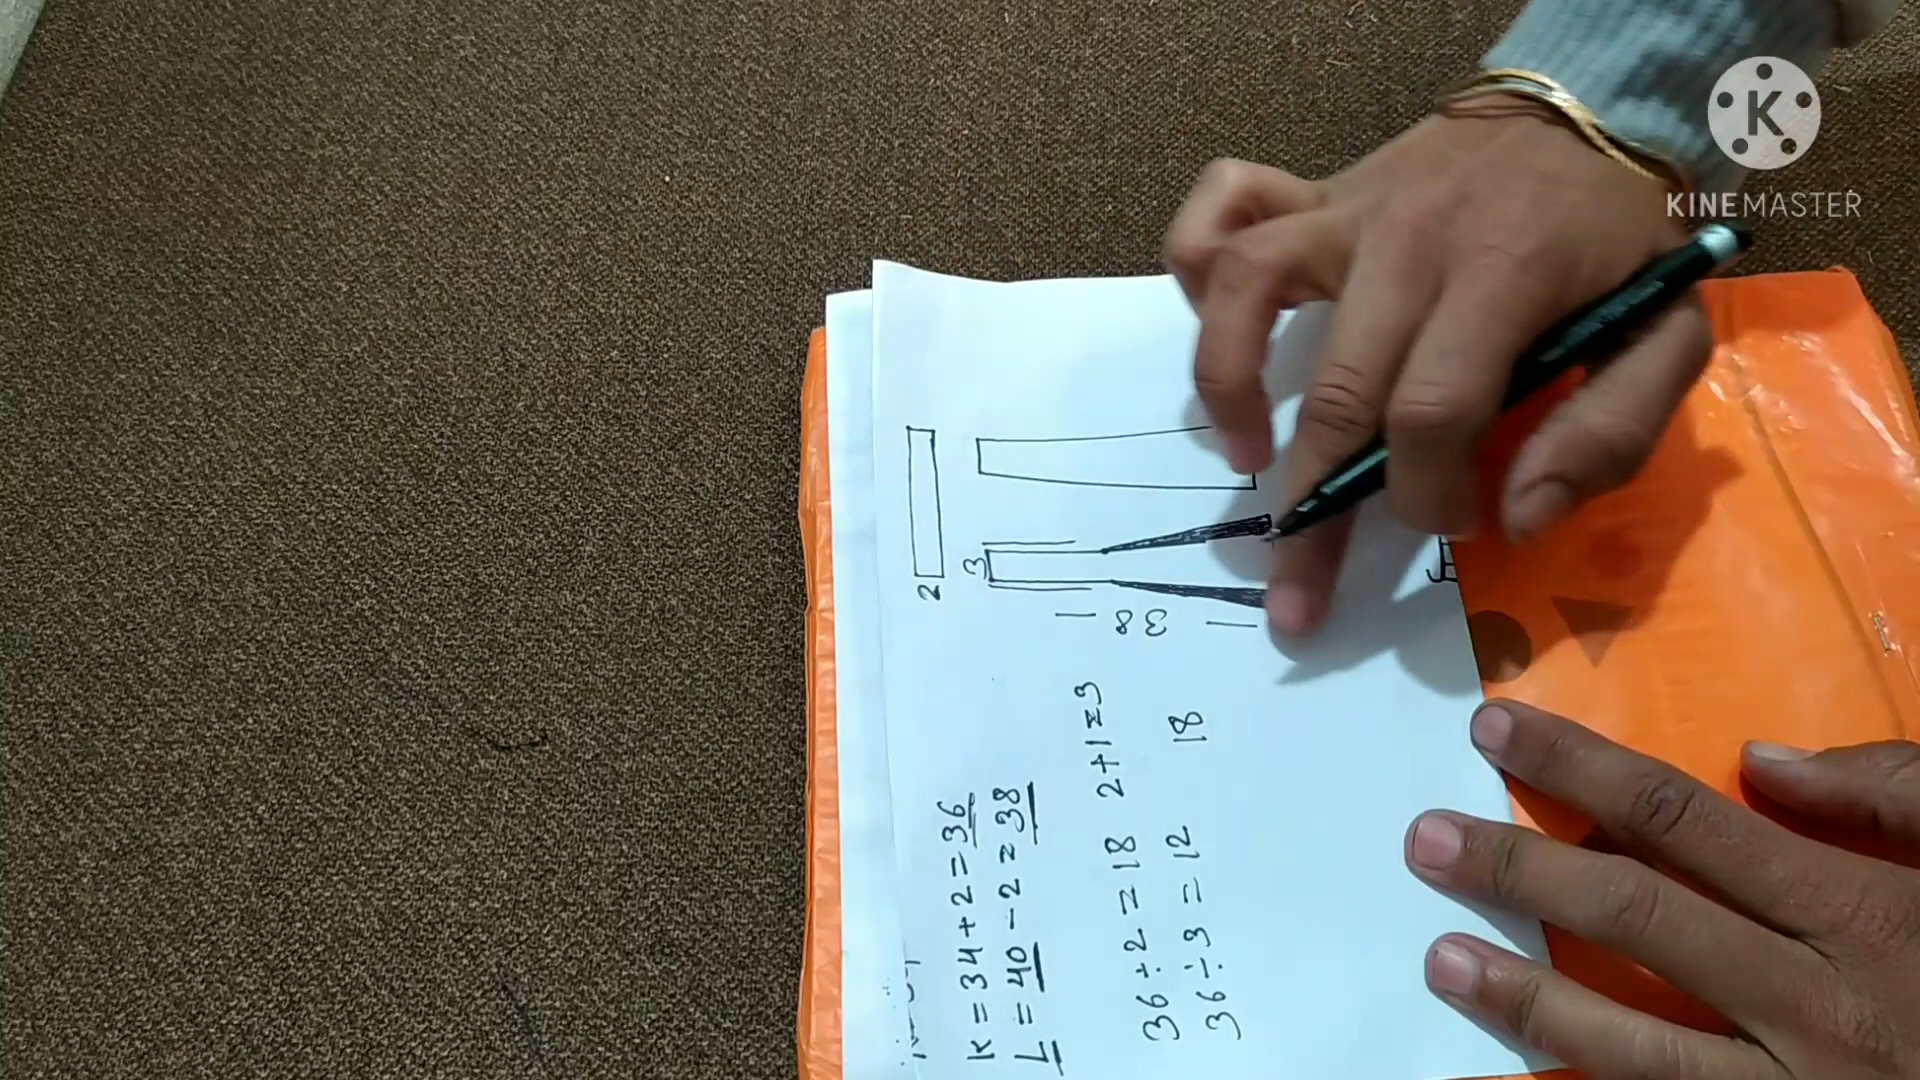 K
KINEMASTER
K = 34 + 2 = 36
L = 40 - 2 = 38
36 ÷ 2 = 18 2+1=3
36 ÷ 3 = 12 18
2
3